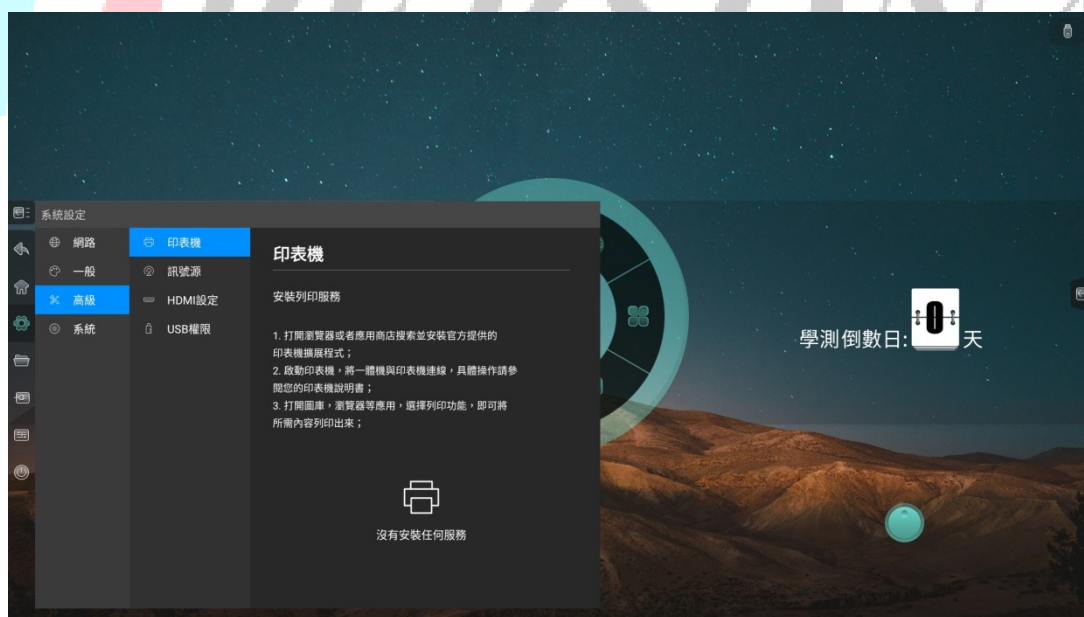 系統設定
網路
一般
高級
系統
印表機
訊號源
HDMI設定
USB權限
印表機
安裝列印服務
1. 打開瀏覽器或者應用商店搜索並安裝官方提供的
印表機擴展程式；
2. 啟動印表機，將一體機與印表機連線，具體操作請參
閱您的印表機說明書；
3. 打開圖庫，瀏覽器等應用，選擇列印功能，即可將
所需內容列印出來；
沒有安裝任何服務
學測倒數日: 0 天